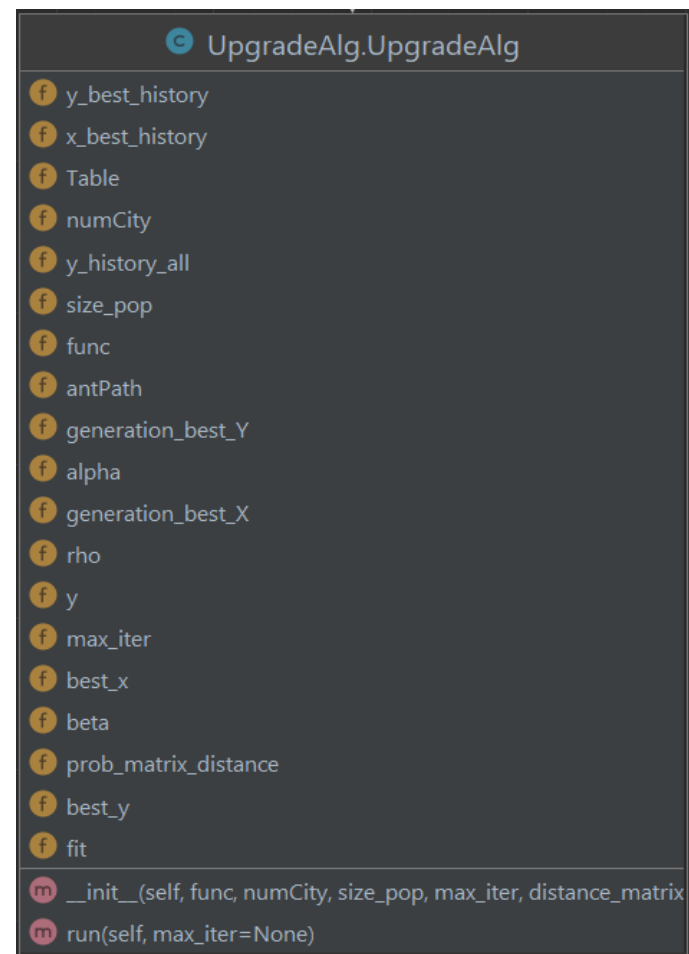 C UpgradeAlg.UpgradeAlg
f y_best_history
f x_best_history
f Table
f numCity
f y_history_all
f size_pop
f func
f antPath
f generation_best_Y
f alpha
f generation_best_X
f rho
f y
f max_iter
f best_x
f beta
f prob_matrix_distance
f best_y
f fit
m __init__(self, func, numCity, size_pop, max_iter, distance_matrix
m run(self, max_iter=None)